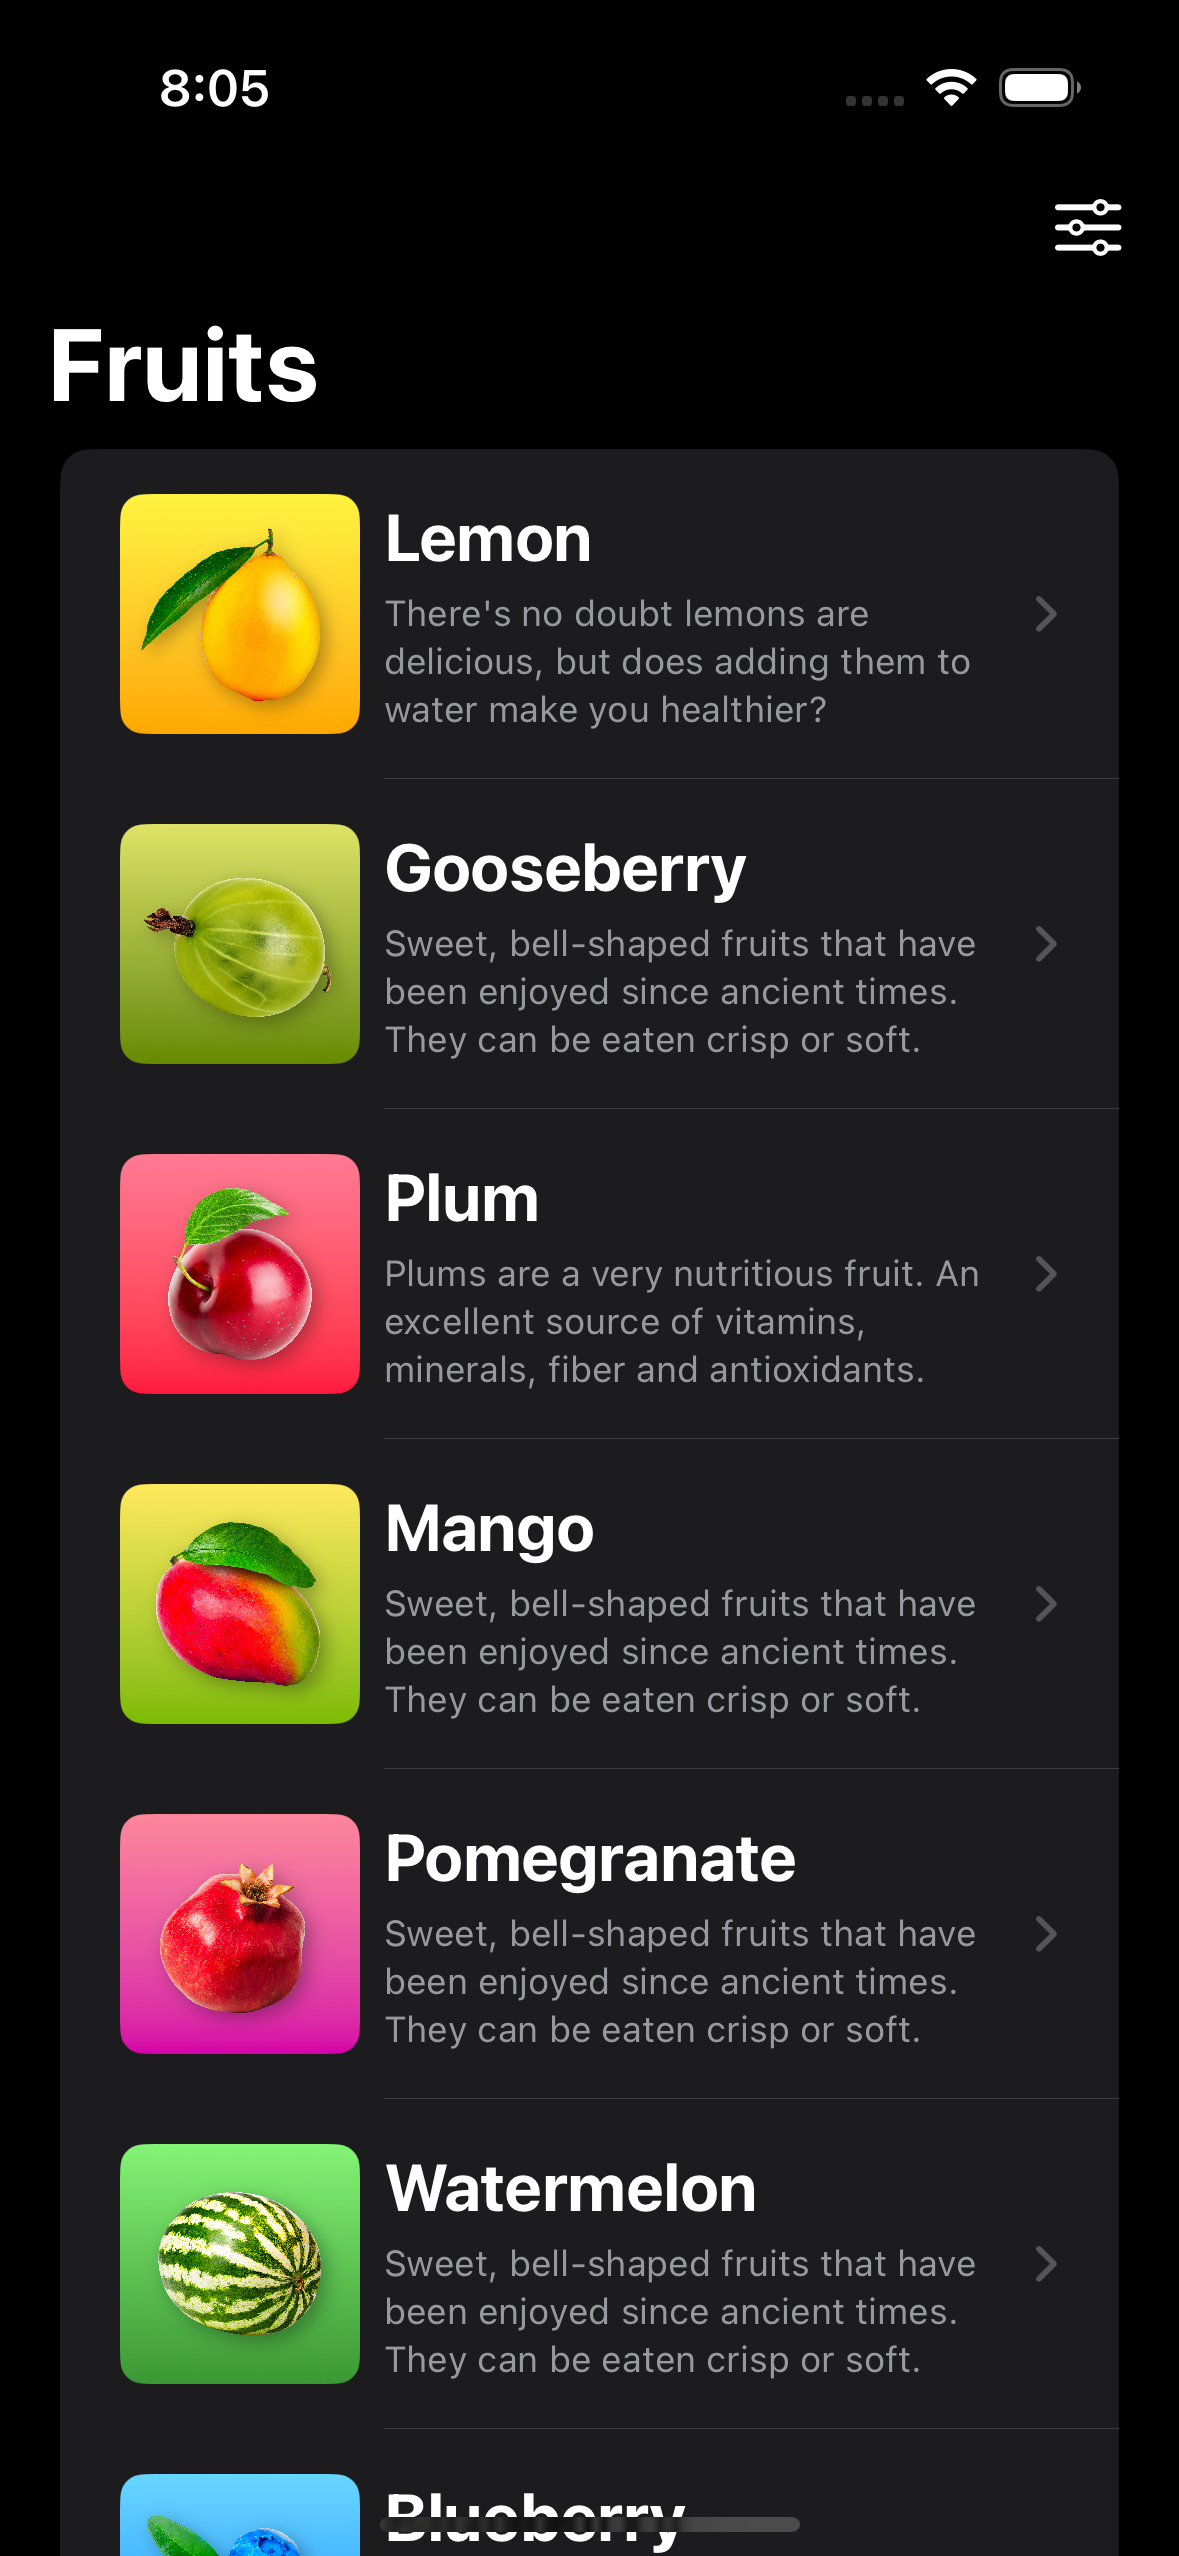 8:05
Fruits
Lemon
There's no doubt lemons are
delicious, but does adding them to
water make you healthier?
Gooseberry
Sweet, bell-shaped fruits that have
been enjoyed since ancient times.
They can be eaten crisp or soft.
Plum
Plums are a very nutritious fruit. An
excellent source of vitamins,
minerals, fiber and antioxidants.
Mango
Sweet, bell-shaped fruits that have
been enjoyed since ancient times.
They can be eaten crisp or soft.
Pomegranate
Sweet, bell-shaped fruits that have
been enjoyed since ancient times.
They can be eaten crisp or soft.
Watermelon
Sweet, bell-shaped fruits that have
been enjoyed since ancient times.
They can be eaten crisp or soft.
Blueberry